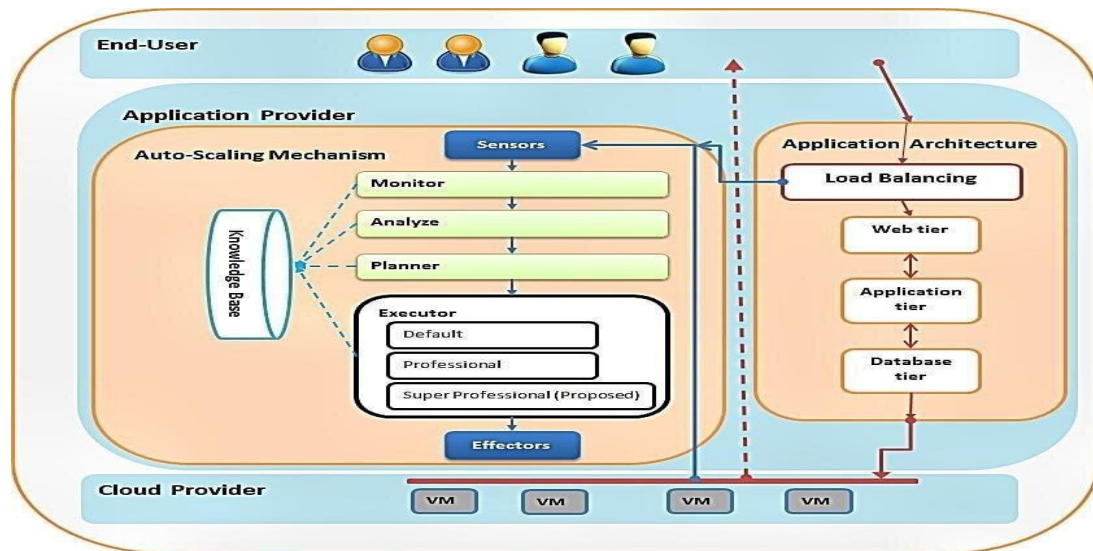 End-User
Application Provider
Auto-Scaling Mechanism
Sensors
Monitor
Analyze
Planner
Knowledge Base
Executor
Default
Professional
Super Professional (Proposed)
Effectors
Application Architecture
Load Balancing
Web tier
Application
tier
Database
tier
Cloud Provider
VM
VM
VM
VM